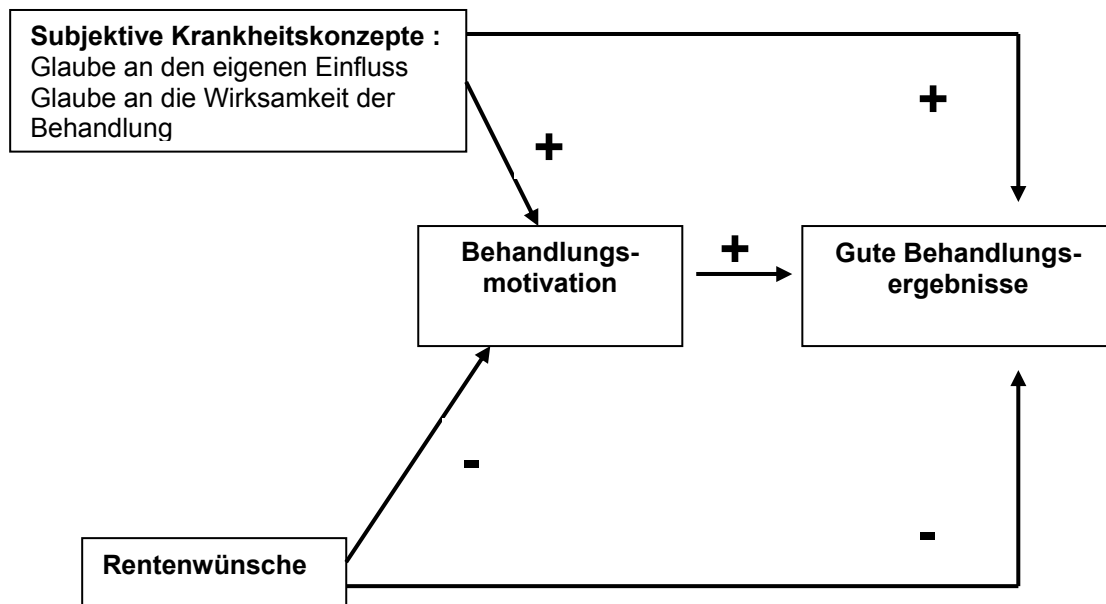 Subjektive Krankheitskonzepte :
Glaube an den eigenen Einfluss
Glaube an die Wirksamkeit der
Behandlung
+
+
Behandlungs-
motivation
+
Gute Behandlungs-
ergebnisse
-
-
Rentenwünsche